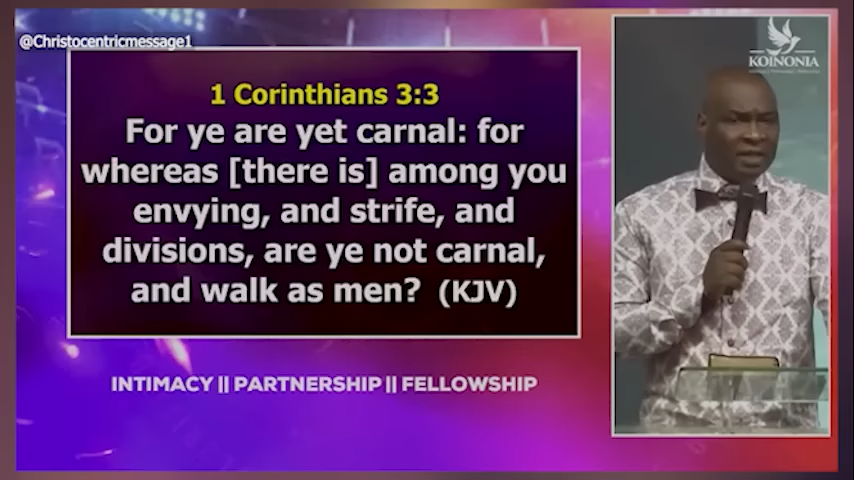 @Christocentricmessage1
KOINONIA
1 Corinthians 3:3
For ye are yet carnal: for
whereas [there is] among you
envying, and strife, and
divisions, are ye not carnal,
and walk as men? (KJV)
INTIMACY || PARTNERSHIP || FELLOWSHIP